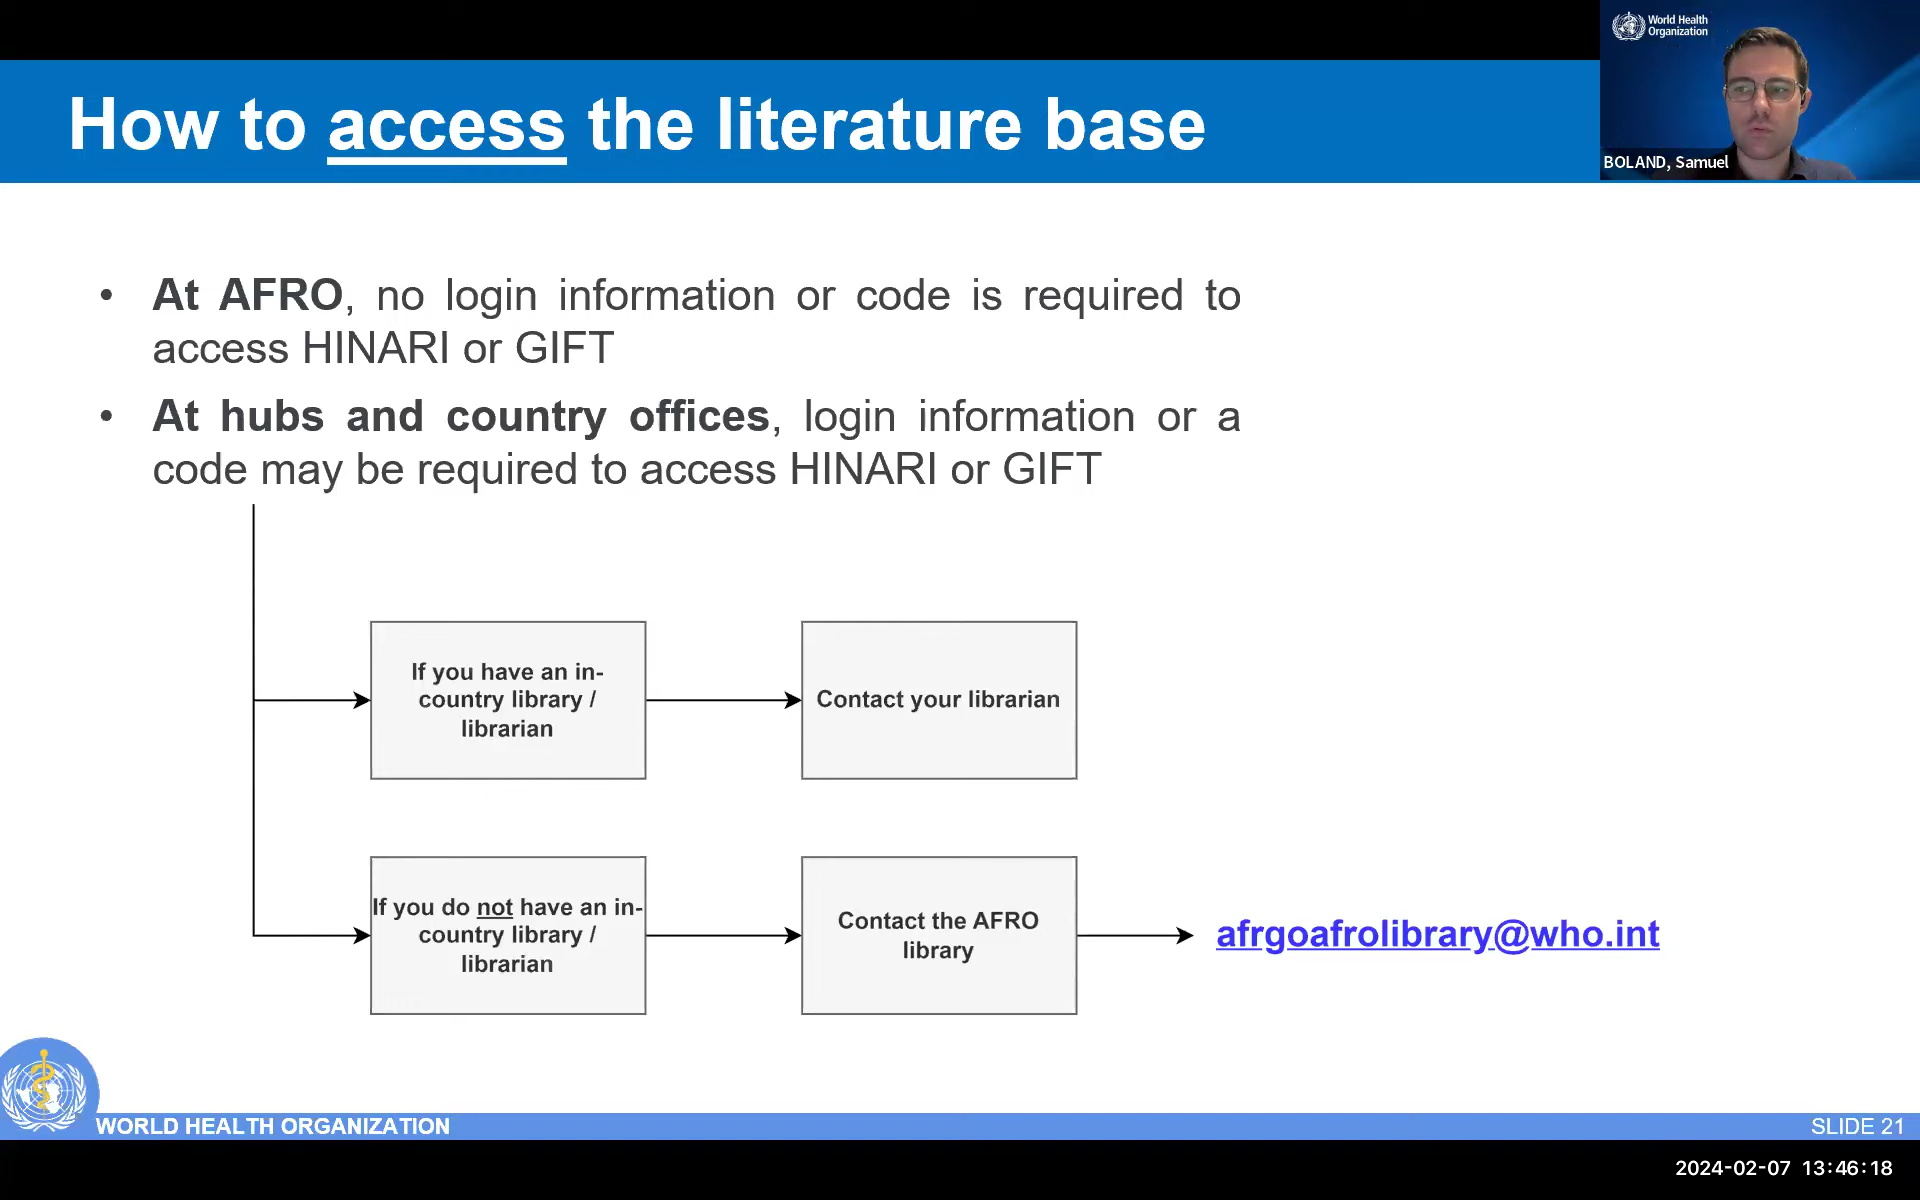 World Health
Organization
BOLAND, Samuel
How to access the literature base
• At AFRO, no login information or code is required to
access HINARI or GIFT
• At hubs and country offices, login information or a
code may be required to access HINARI or GIFT
If you have an in-
country library /
librarian
Contact your librarian
If you do not have an in-
country library /
librarian
Contact the AFRO
library
afrgoafrolibrary@who.int
WORLD HEALTH ORGANIZATION
SLIDE 21
2024-02-07 13:46:18